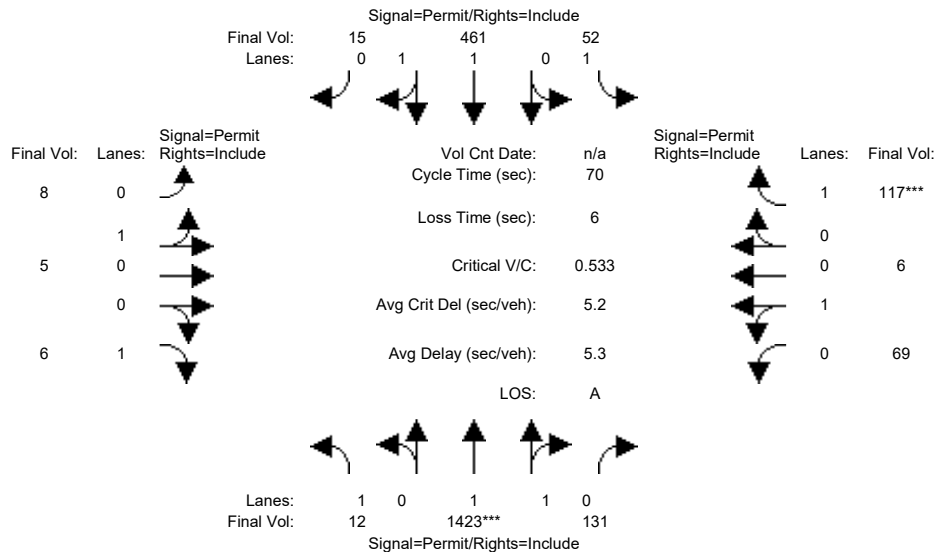 Signal=Permit/Rights=Include
Final Vol: 15 461 52
Lanes: 0 1 1 0 1
Signal=Permit
Final Vol: Lanes: Rights=Include
Vol Cnt Date: n/a
Signal=Permit
Rights=Include Lanes: Final Vol:
Cycle Time (sec): 70
8 0
1 117***
Loss Time (sec): 6
1
0
5 0
Critical V/C: 0.533
0 6
0
Avg Crit Del (sec/veh): 5.2
1
6 1
Avg Delay (sec/veh): 5.3
0 69
LOS: A
Lanes: 1 0 1 1 0
Final Vol: 12 1423*** 131
Signal=Permit/Rights=Include